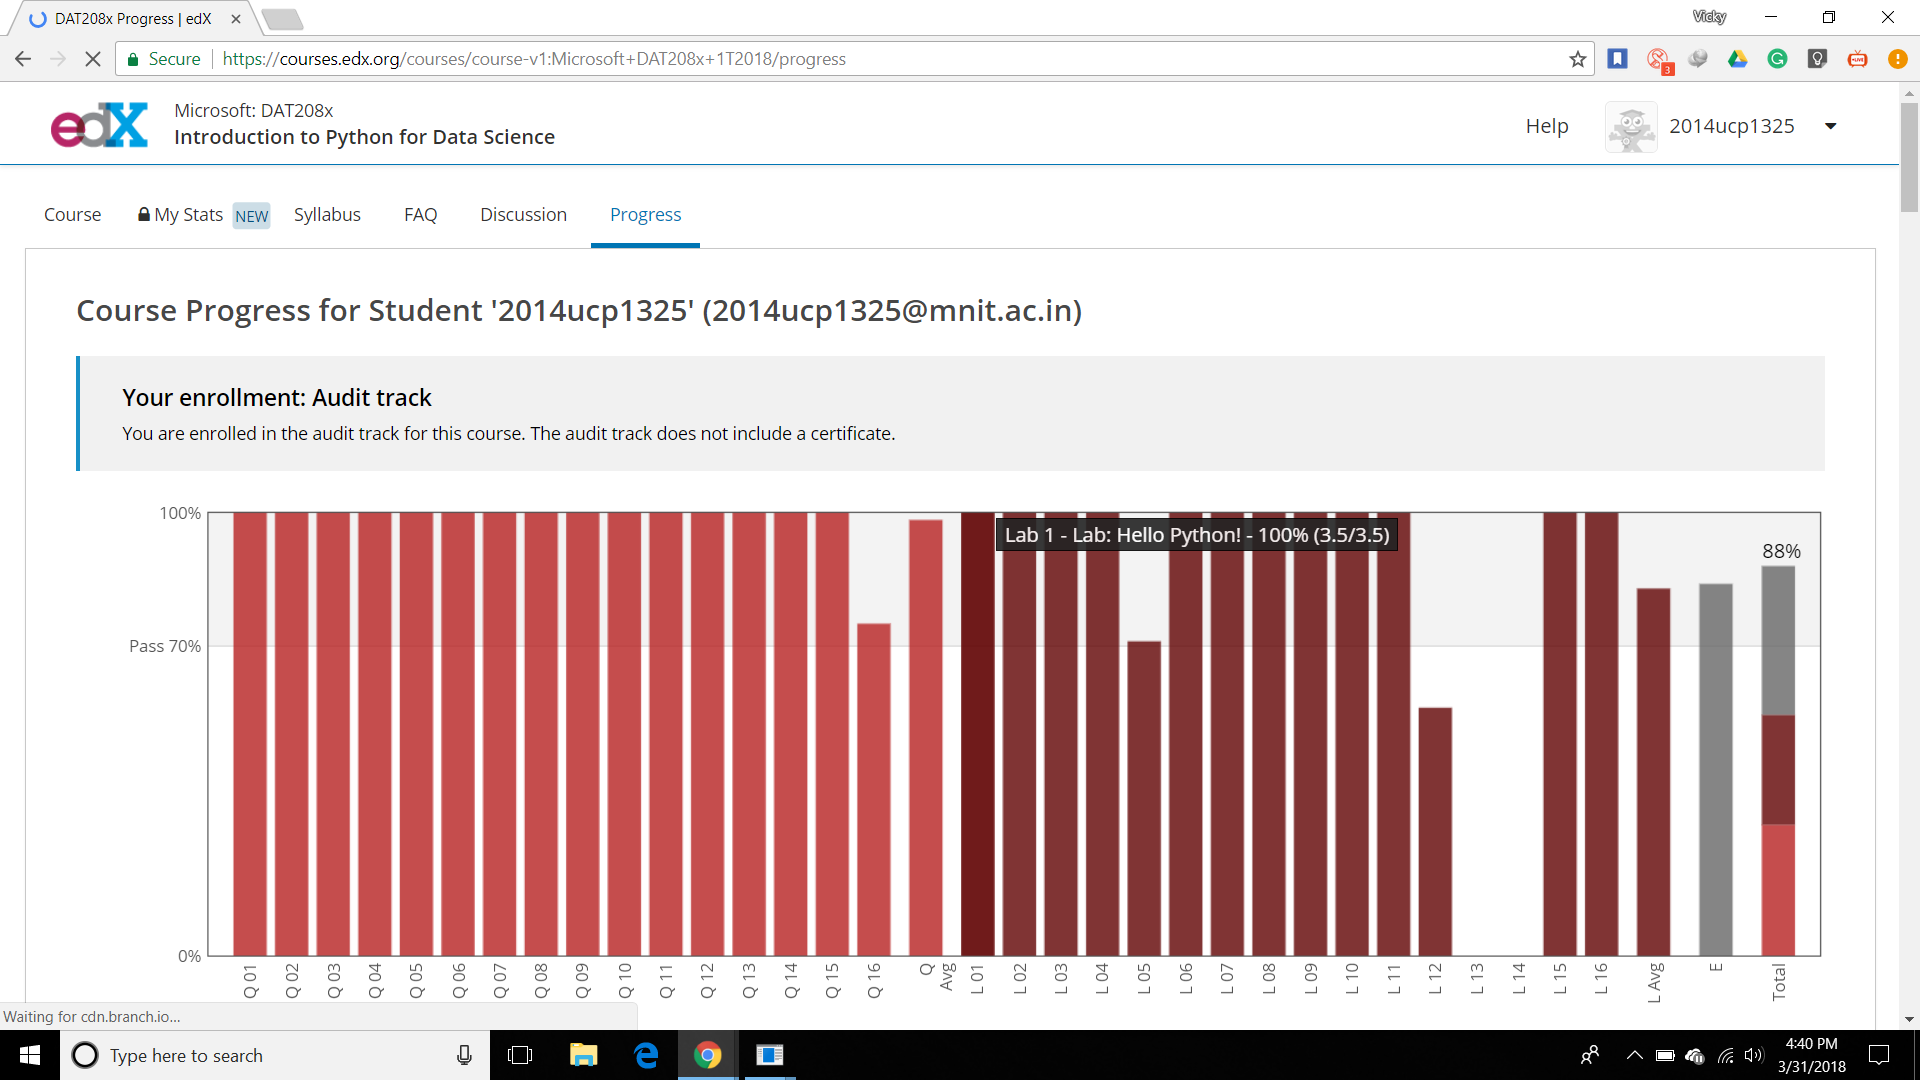 DAT208x Progress | edX
Vicky
Secure
https://courses.edx.org/courses/course-v1:Microsoft+DAT208x+1T2018/progress
3
LIVE
edX
Microsoft: DAT208x
Introduction to Python for Data Science
Help
2014ucp1325
Course
My Stats NEW
Syllabus
FAQ
Discussion
Progress
Course Progress for Student '2014ucp1325' (2014ucp1325@mnit.ac.in)
Your enrollment: Audit track
You are enrolled in the audit track for this course. The audit track does not include a certificate.
100%
Lab 1 - Lab: Hello Python! - 100% (3.5/3.5)
88%
Pass 70%
0%
Q 01
Q 02
Q 03
Q 04
Q 05
Q 06
Q 07
Q 08
Q 09
Q 10
Q 11
Q 12
Q 13
Q 14
Q 15
Q 16
Q Avg
L 01
L 02
L 03
L 04
L 05
L 06
L 07
L 08
L 09
L 10
L 11
L 12
L 13
L 14
L 15
L 16
L Avg
E
Total
Waiting for cdn.branch.io...
Type here to search
4:40 PM
3/31/2018